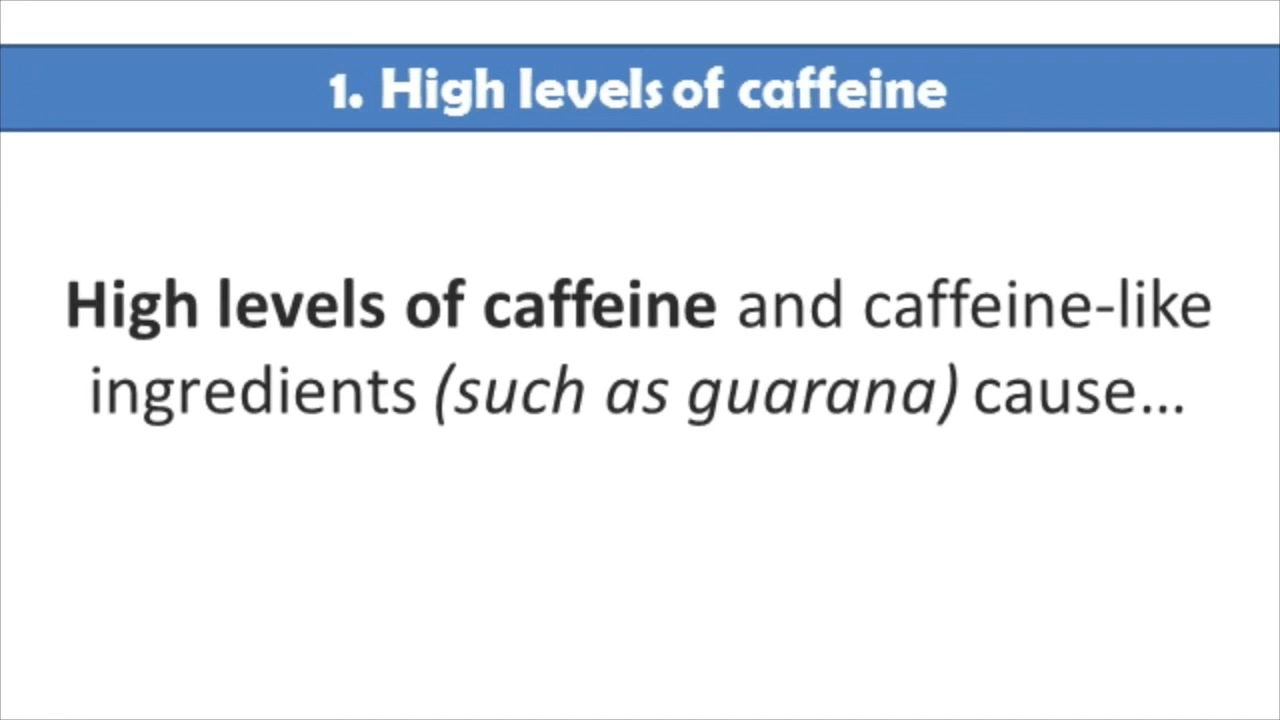 1. High levels of caffeine
High levels of caffeine and caffeine-like
ingredients (such as guarana) cause...